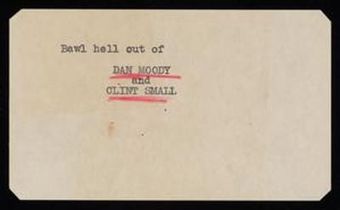 Bawl hell out of
DAN MOODY
and
CLINT SMALL